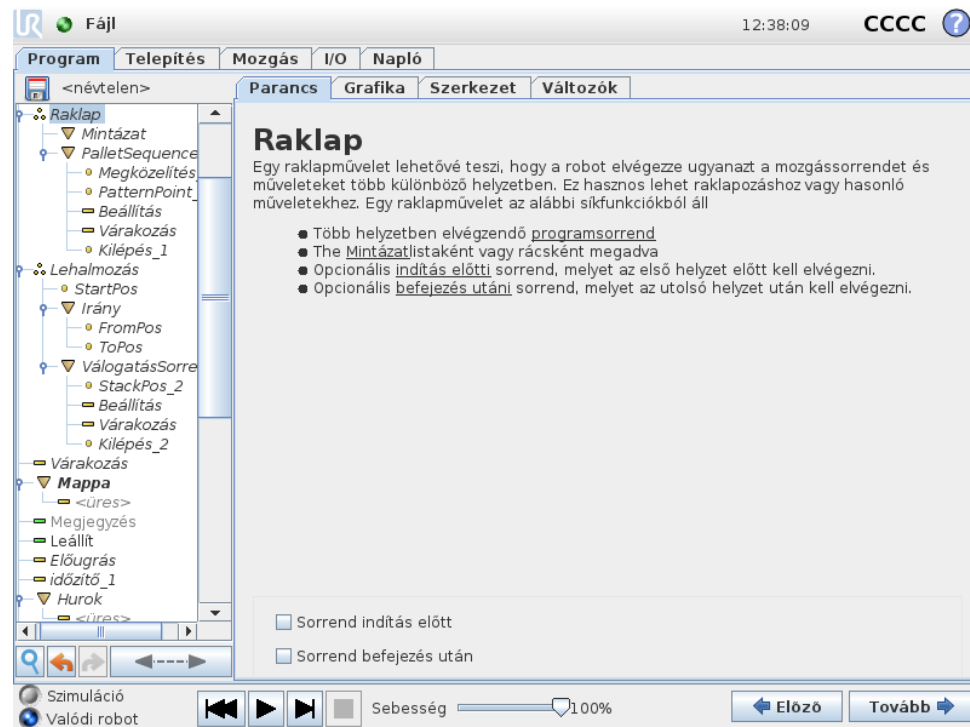 UR Fájl 12:38:09 CCCC ?
Program Telepítés Mozgás I/O Napló
<névtelen>
Parancs Grafika Szerkezet Változók
Raklap
Mintázat
PalletSequence
Megközelítés_
PatternPoint_
Beállítás
Várakozás
Kilépés_1
Lehalmozás
StartPos
Irány
FromPos
ToPos
VálogatásSorre
StackPos_2
Beállítás
Várakozás
Kilépés_2
Várakozás
Mappa
<üres>
Megjegyzés
Leállít
Előugrás
időzítő_1
Hurok
<üres>
Raklap
Egy raklapművelet lehetővé teszi, hogy a robot elvégezze ugyanazt a mozgássorrendet és
műveleteket több különböző helyzetben. Ez hasznos lehet raklapozáshoz vagy hasonló
műveletekhez. Egy raklapművelet az alábbi síkfunkciókból áll
Több helyzetben elvégzendő programsorrend
The Mintázatlistaként vagy rácsként megadva
Opcionális indítás előtti sorrend, melyet az első helyzet előtt kell elvégezni.
Opcionális befejezés utáni sorrend, melyet az utolsó helyzet után kell elvégezni.
Sorrend indítás előtt
Sorrend befejezés után
Szimuláció
Valódi robot
Sebesség 100%
Előző Tovább